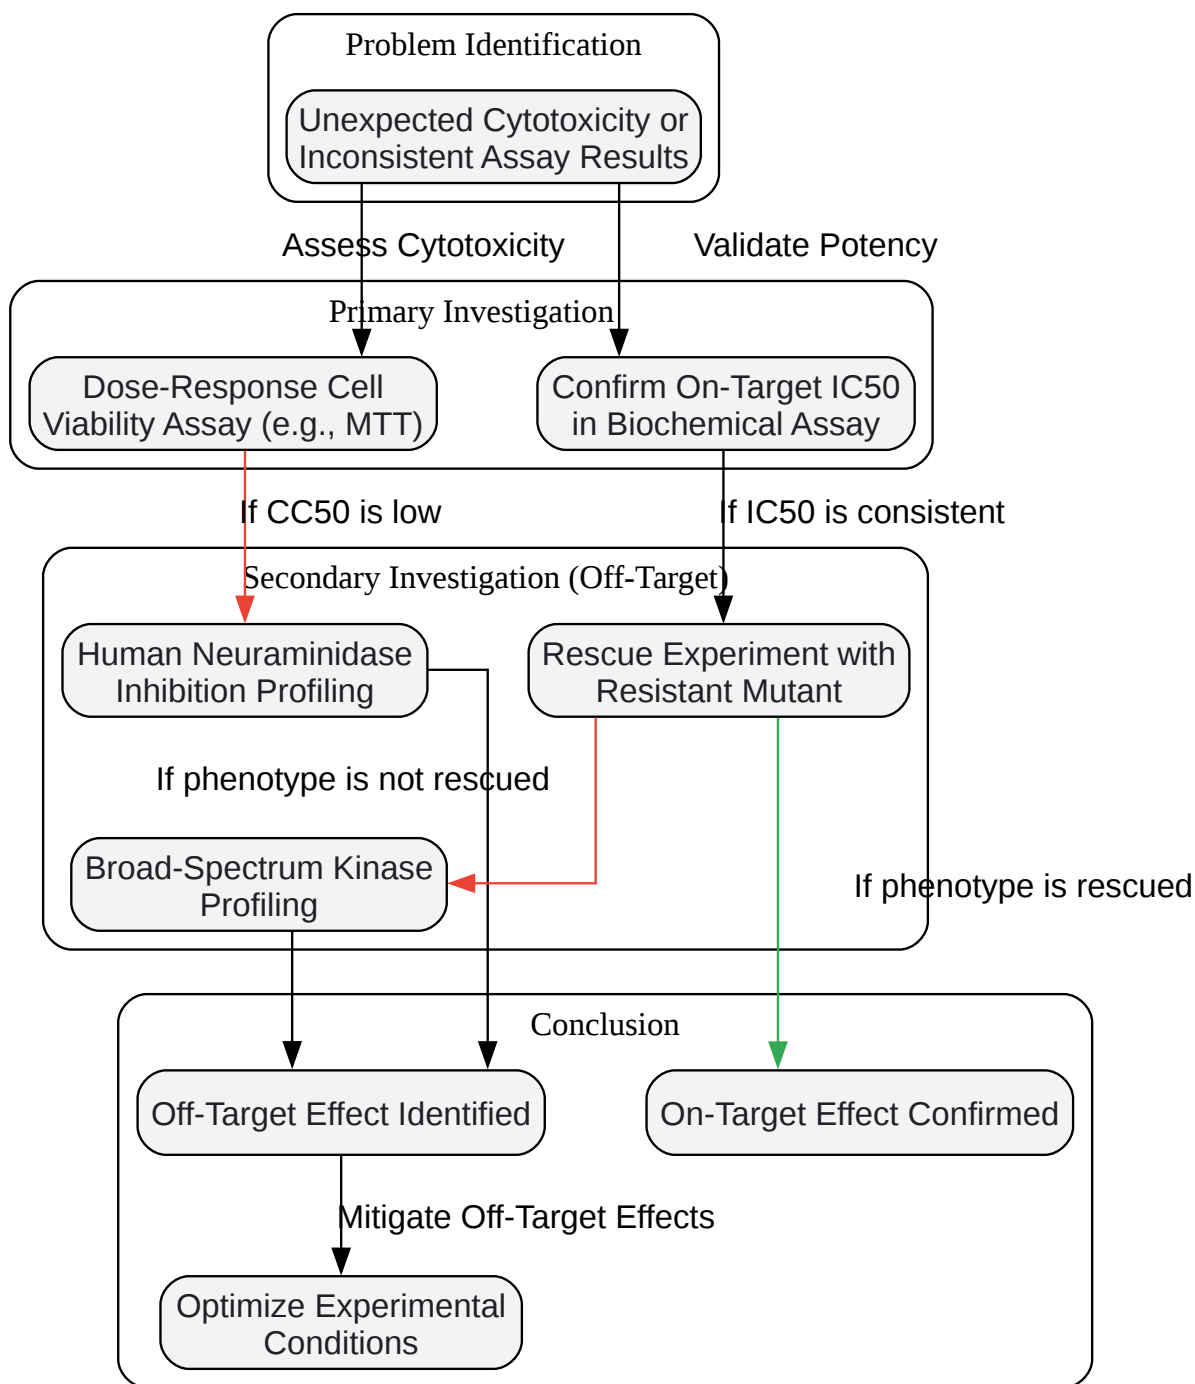 Problem Identification
Unexpected Cytotoxicity or
Inconsistent Assay Results
Assess Cytotoxicity
Validate Potency
Primary Investigation
Dose-Response Cell
Viability Assay (e.g., MTT)
Confirm On-Target IC50
in Biochemical Assay
If CC50 is low
If IC50 is consistent
Secondary Investigation (Off-Target)
Human Neuraminidase
Inhibition Profiling
Rescue Experiment with
Resistant Mutant
If phenotype is not rescued
Broad-Spectrum Kinase
Profiling
If phenotype is rescued
Conclusion
Off-Target Effect Identified
On-Target Effect Confirmed
Mitigate Off-Target Effects
Optimize Experimental
Conditions